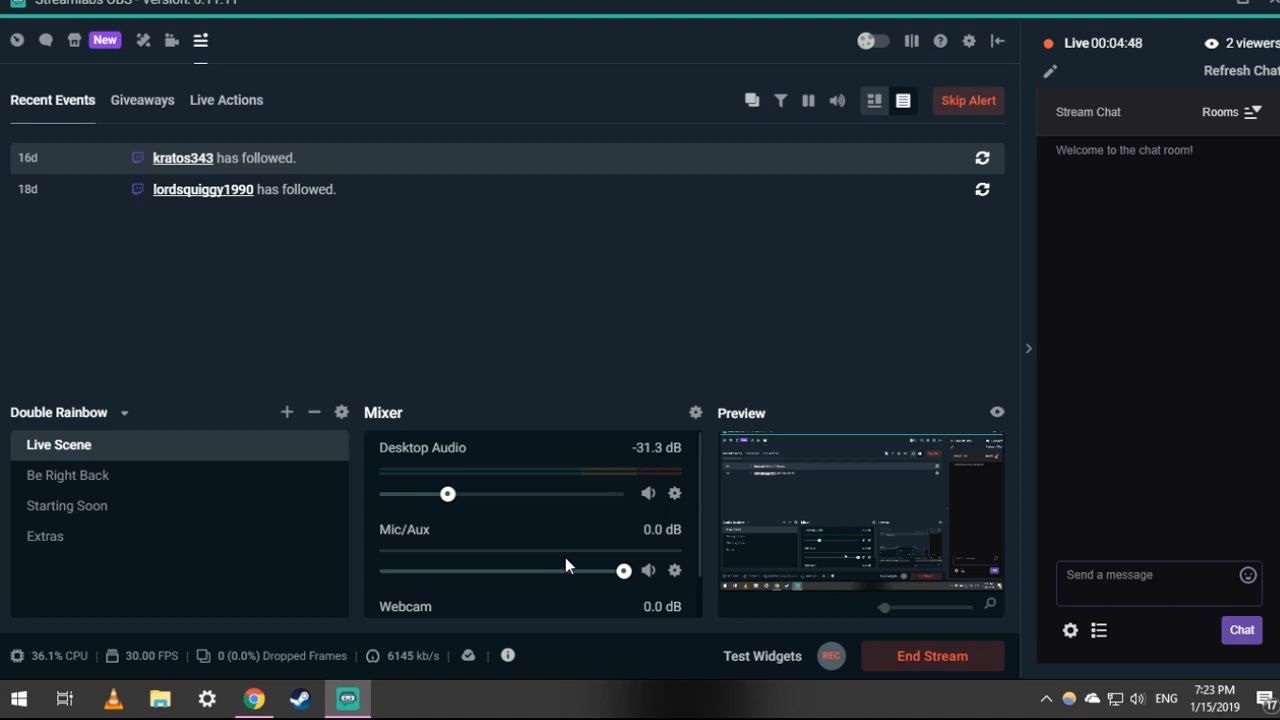 Streamlabs OBS - Version: 0.11.11
New
Live 00:04:48
2 viewers
Refresh Chat
Recent Events Giveaways Live Actions
Skip Alert
Stream Chat
Rooms
16d kratos343 has followed.
18d lordsquiggy1990 has followed.
Welcome to the chat room!
Double Rainbow
Live Scene
Be Right Back
Starting Soon
Extras
Mixer
Desktop Audio -31.3 dB
Mic/Aux 0.0 dB
Webcam 0.0 dB
Preview
Send a message
Chat
36.1% CPU 30.00 FPS 0 (0.0%) Dropped Frames 6145 kb/s
Test Widgets REC End Stream
ENG
7:23 PM
1/15/2019
17